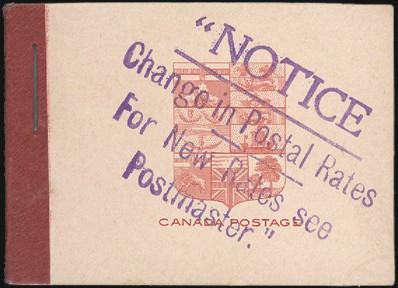 "NOTICE
Change in Postal Rates
For New Rates see
Postmaster."
CANADA POSTAGE